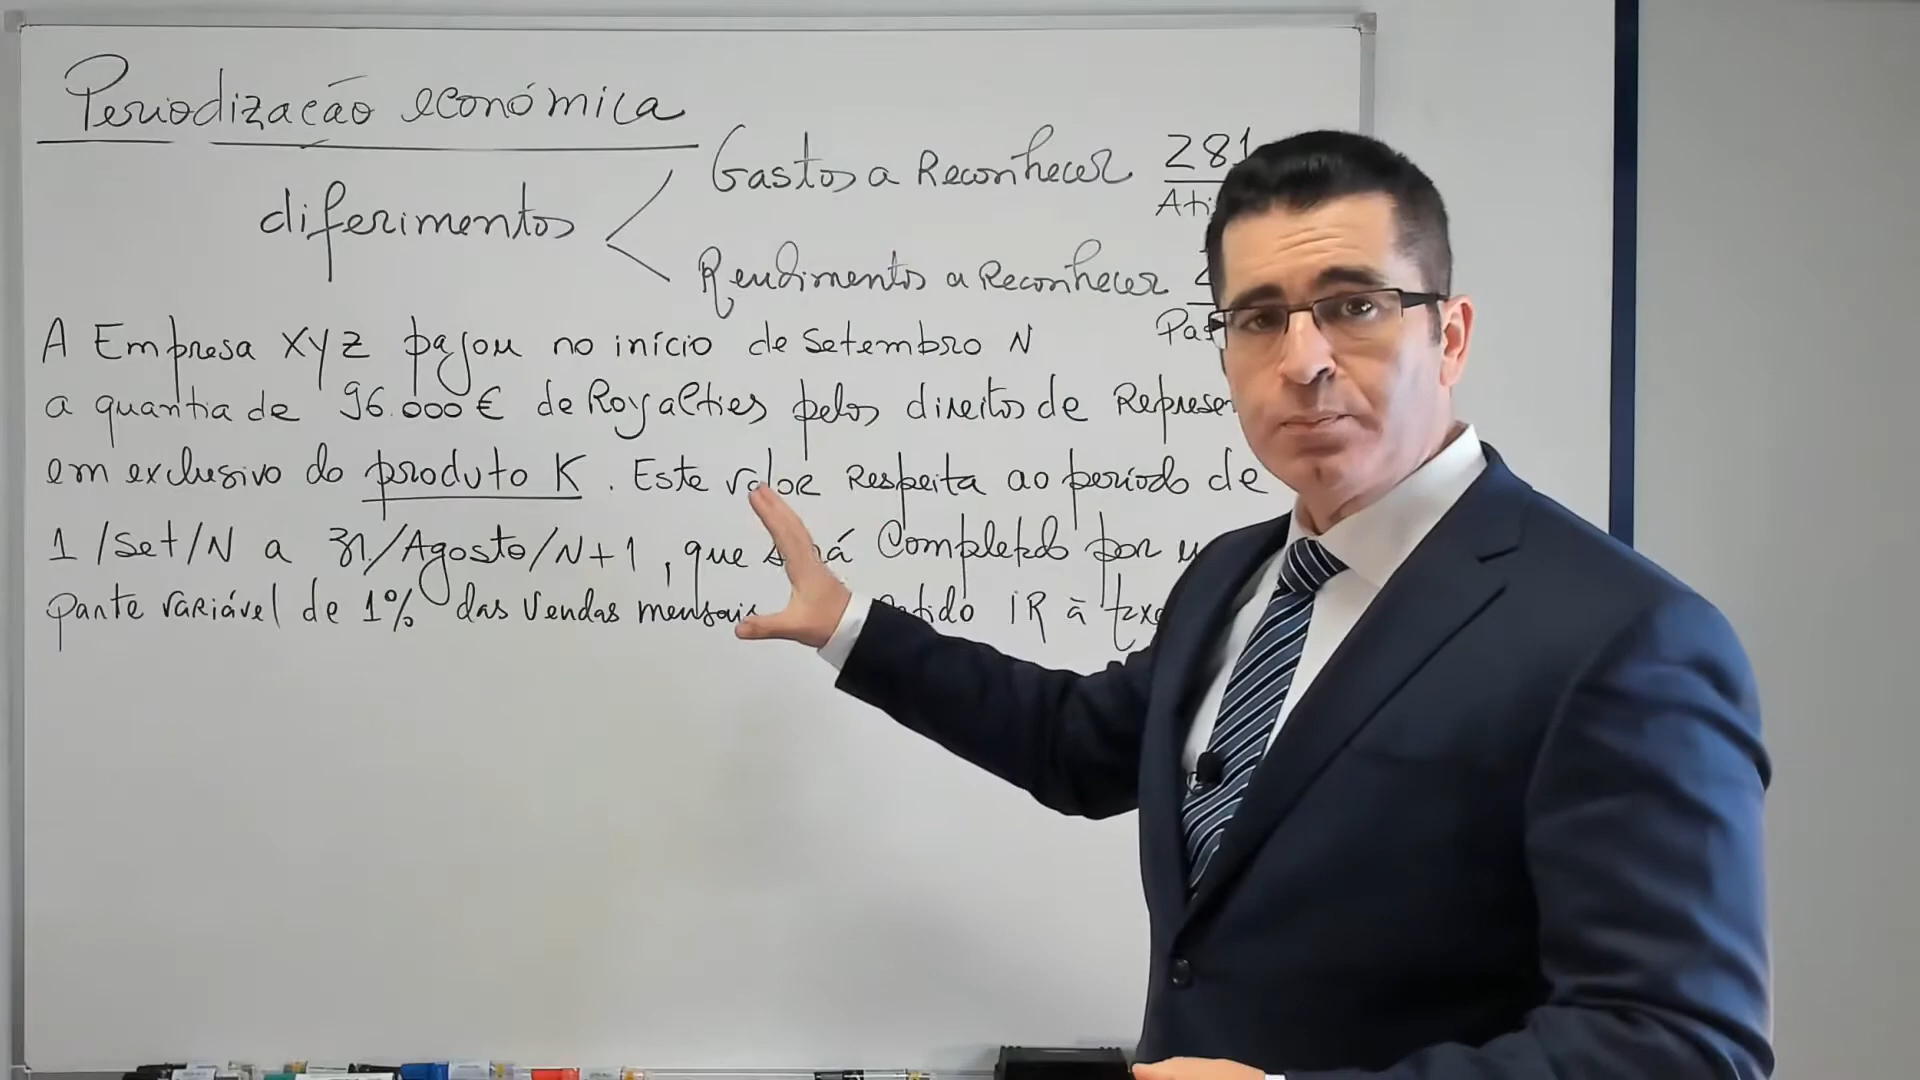 Periodização económica
diferimentos
Gastos a Reconhecer 281
Rendimentos a Reconhecer
A Empresa XYZ pagou no início de Setembro N
a quantia de 96.000 € de Royalties pelos direitos de
em exclusivo do produto K. Este valor respeita ao período de
1/Set/N a 31/Agosto/N+1, que será Completado por
parte variável de 1% das Vendas mensais IR à taxa